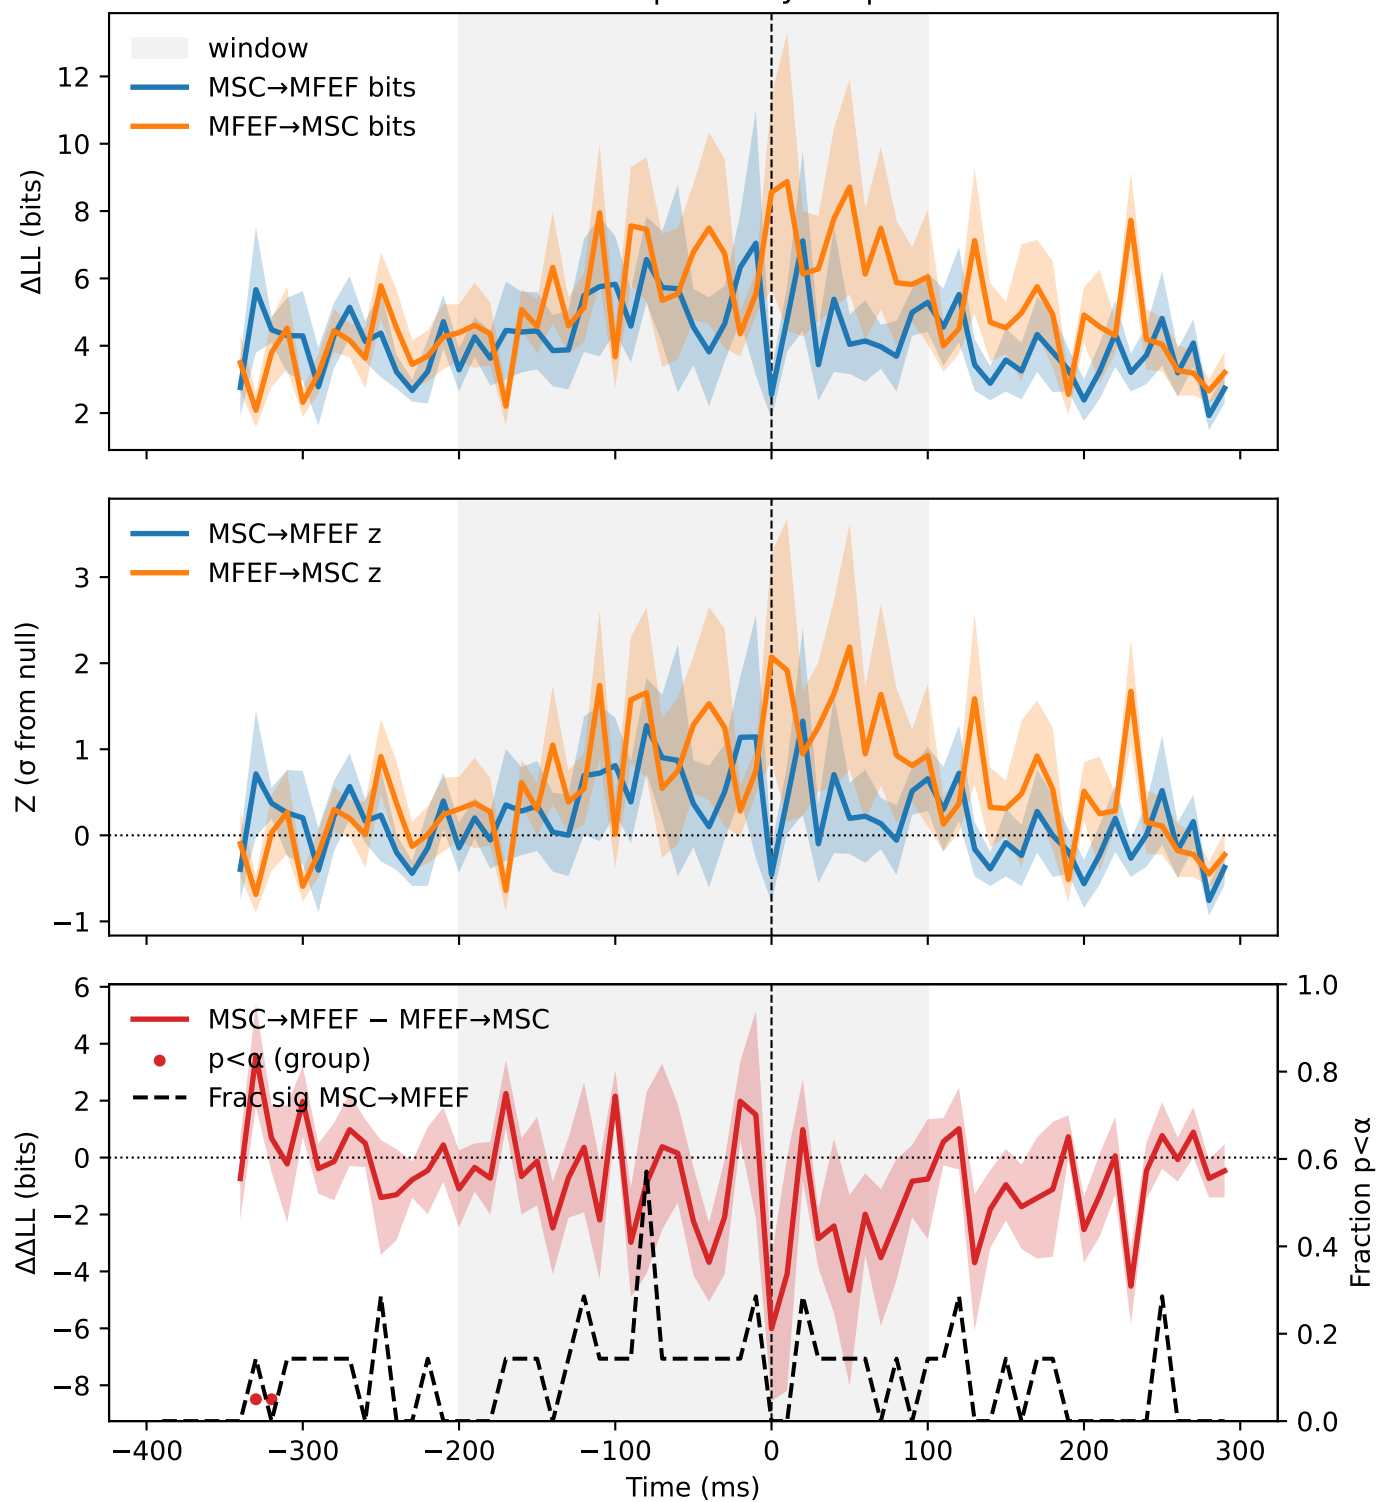 window
MSC→MFEF bits
MFEF→MSC bits
ΔLL (bits)
12
10
8
6
4
2
MSC→MFEF z
MFEF→MSC z
Z (σ from null)
3
2
1
0
−1
MSC→MFEF − MFEF→MSC
p<α (group)
Frac sig MSC→MFEF
ΔΔLL (bits)
6
4
2
0
−2
−4
−6
−8
1.0
0.8
0.6
0.4
0.2
0.0
Fraction p<α
−400 −300 −200 −100 0 100 200 300
Time (ms)